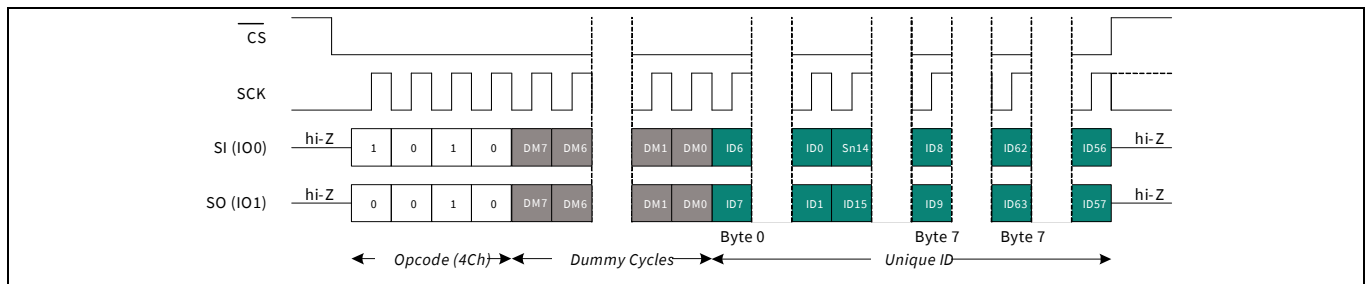 CS
SCK
SI (IO0) hi-Z 1 0 1 0 DM7 DM6 DM1 DM0 ID6 ID0 Sn14 ID8 ID62 ID56 hi-Z
SO (IO1) hi-Z 0 0 1 0 DM7 DM6 DM1 DM0 ID7 ID1 ID15 ID9 ID63 ID57 hi-Z
Byte 0 Byte 7 Byte 7
Opcode (4Ch) Dummy Cycles Unique ID